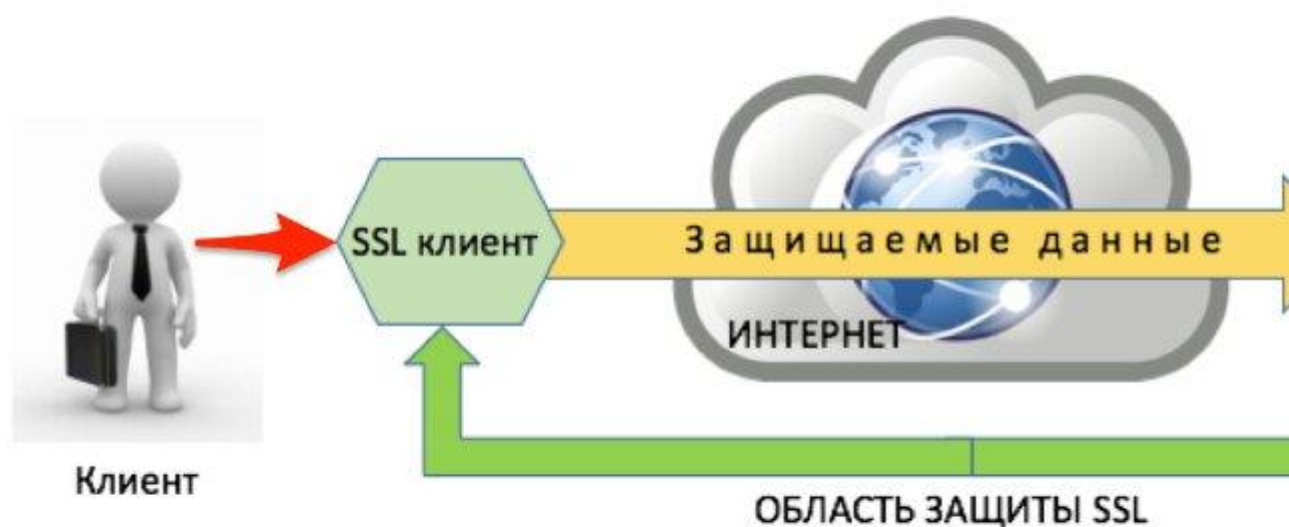 SSL клиент
Защищаемые данные
ИНТЕРНЕТ
Клиент
ОБЛАСТЬ ЗАЩИТЫ SSL